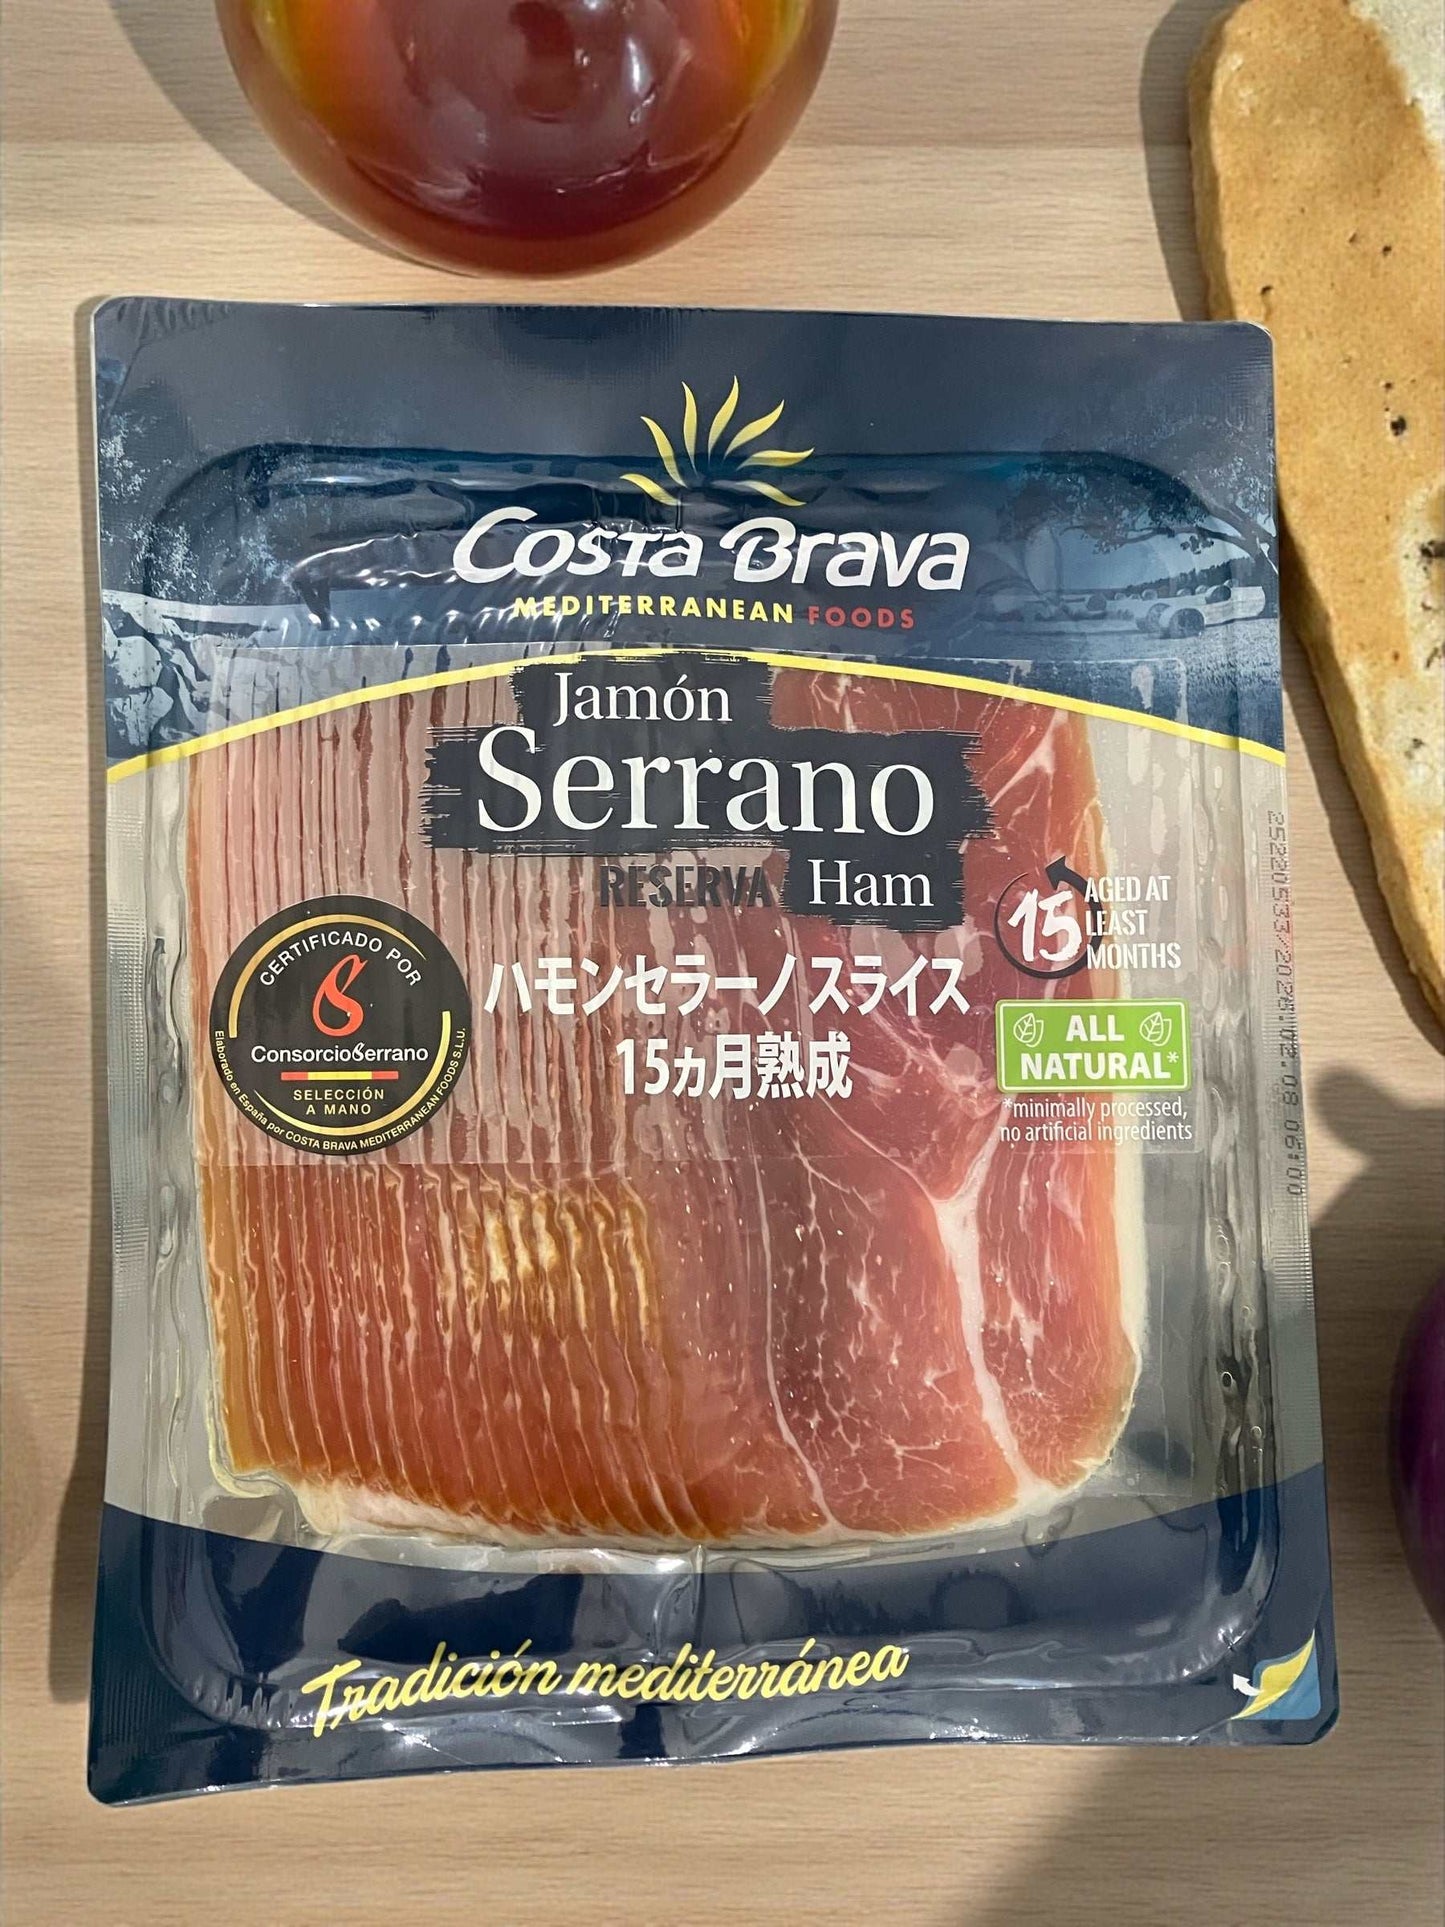 Costa Brava
MEDITERRANEAN FOODS
Jamón
Serrano
RESERVA Ham
15 AGED AT
LEAST
MONTHS
ハモンセラーノスライス
15ヵ月熟成
CERTIFICADO POR
ConsorcioSerrano
SELECCIÓN
A MANO
Elaborado en España por COSTA BRAVA MEDITERRANEAN FOODS S.L.U.
ALL
NATURAL*
*minimally processed,
no artificial ingredients
Tradición mediterránea